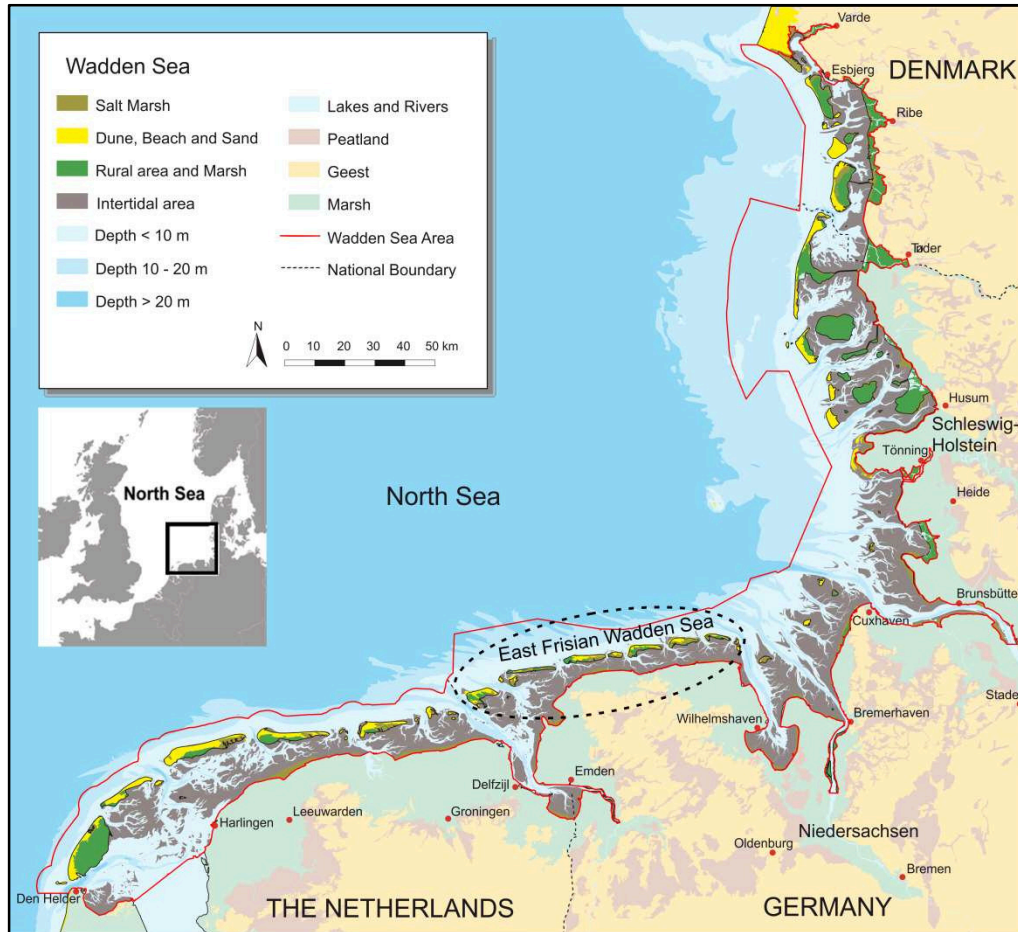 Wadden Sea
Salt Marsh
Dune, Beach and Sand
Rural area and Marsh
Intertidal area
Depth < 10 m
Depth 10 - 20 m
Depth > 20 m
Lakes and Rivers
Peatland
Geest
Marsh
Wadden Sea Area
National Boundary
N
0 10 20 30 40 50 km
North Sea
North Sea
Varde
Esbjerg
DENMARK
Ribe
Tøder
Husum
Schleswig-
Holstein
Tönning
Heide
Brunsbütte
Cuxhaven
East Frisian Wadden Sea
Stade
Wilhelmshaven
Bremerhaven
Emden
Delfzijl
Leeuwarden
Groningen
Harlingen
Niedersachsen
Oldenburg
Bremen
Den Helder
THE NETHERLANDS
GERMANY